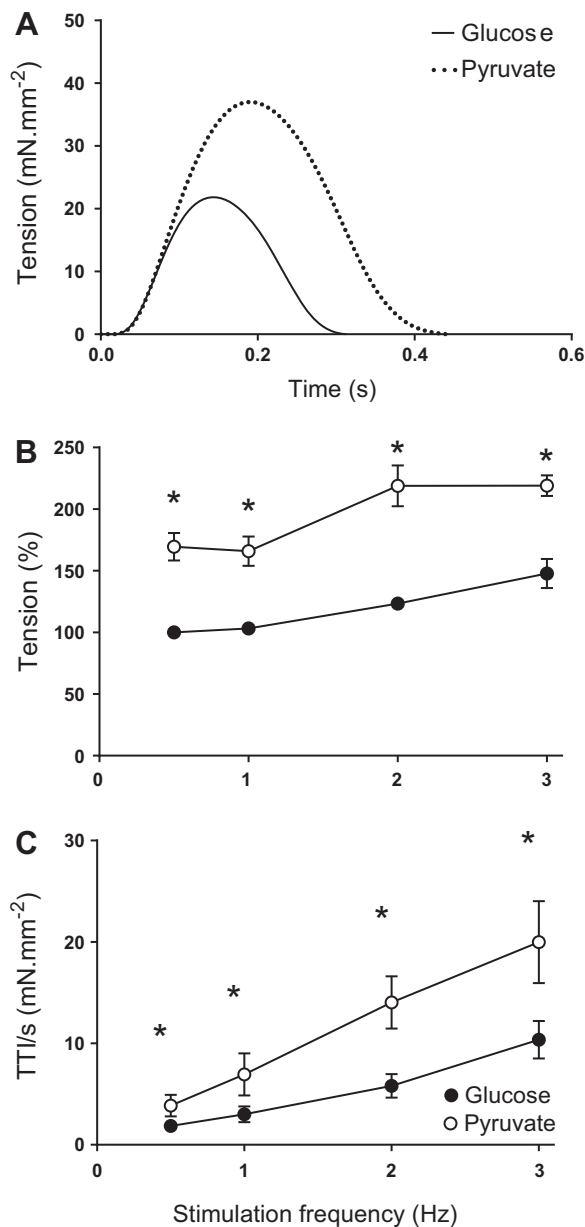 A
Glucose
Pyruvate
Tension (mN.mm-2)
50
40
30
20
10
0
0.0 0.2 0.4 0.6
Time (s)
B
Tension (%)
250
200
150
100
50
0
* * * *
0 1 2 3
C
TTI/s (mN.mm-2)
30
20
10
0
* * * *
Glucose
Pyruvate
0 1 2 3
Stimulation frequency (Hz)